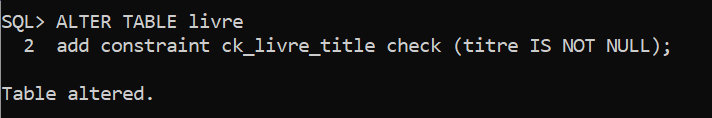 SQL> ALTER TABLE livre
  2  add constraint ck_livre_title check (titre IS NOT NULL);
Table altered.